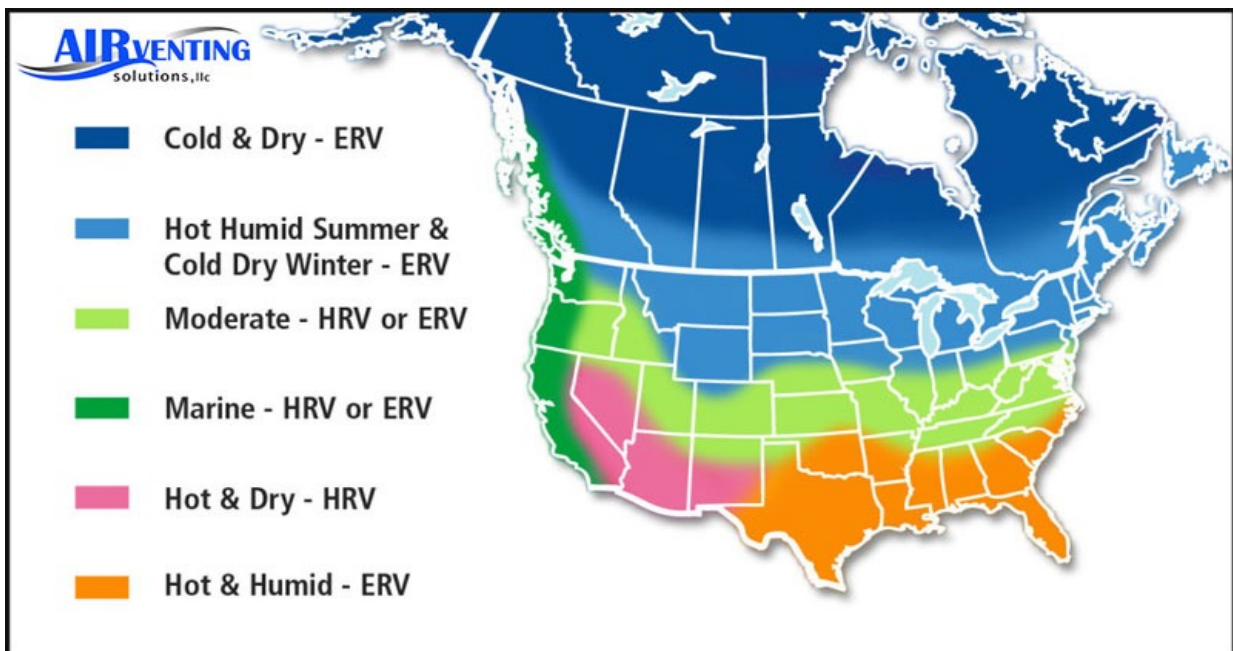 AIRVENTING
solutions,llc
Cold & Dry - ERV
Hot Humid Summer &
Cold Dry Winter - ERV
Moderate - HRV or ERV
Marine - HRV or ERV
Hot & Dry - HRV
Hot & Humid - ERV